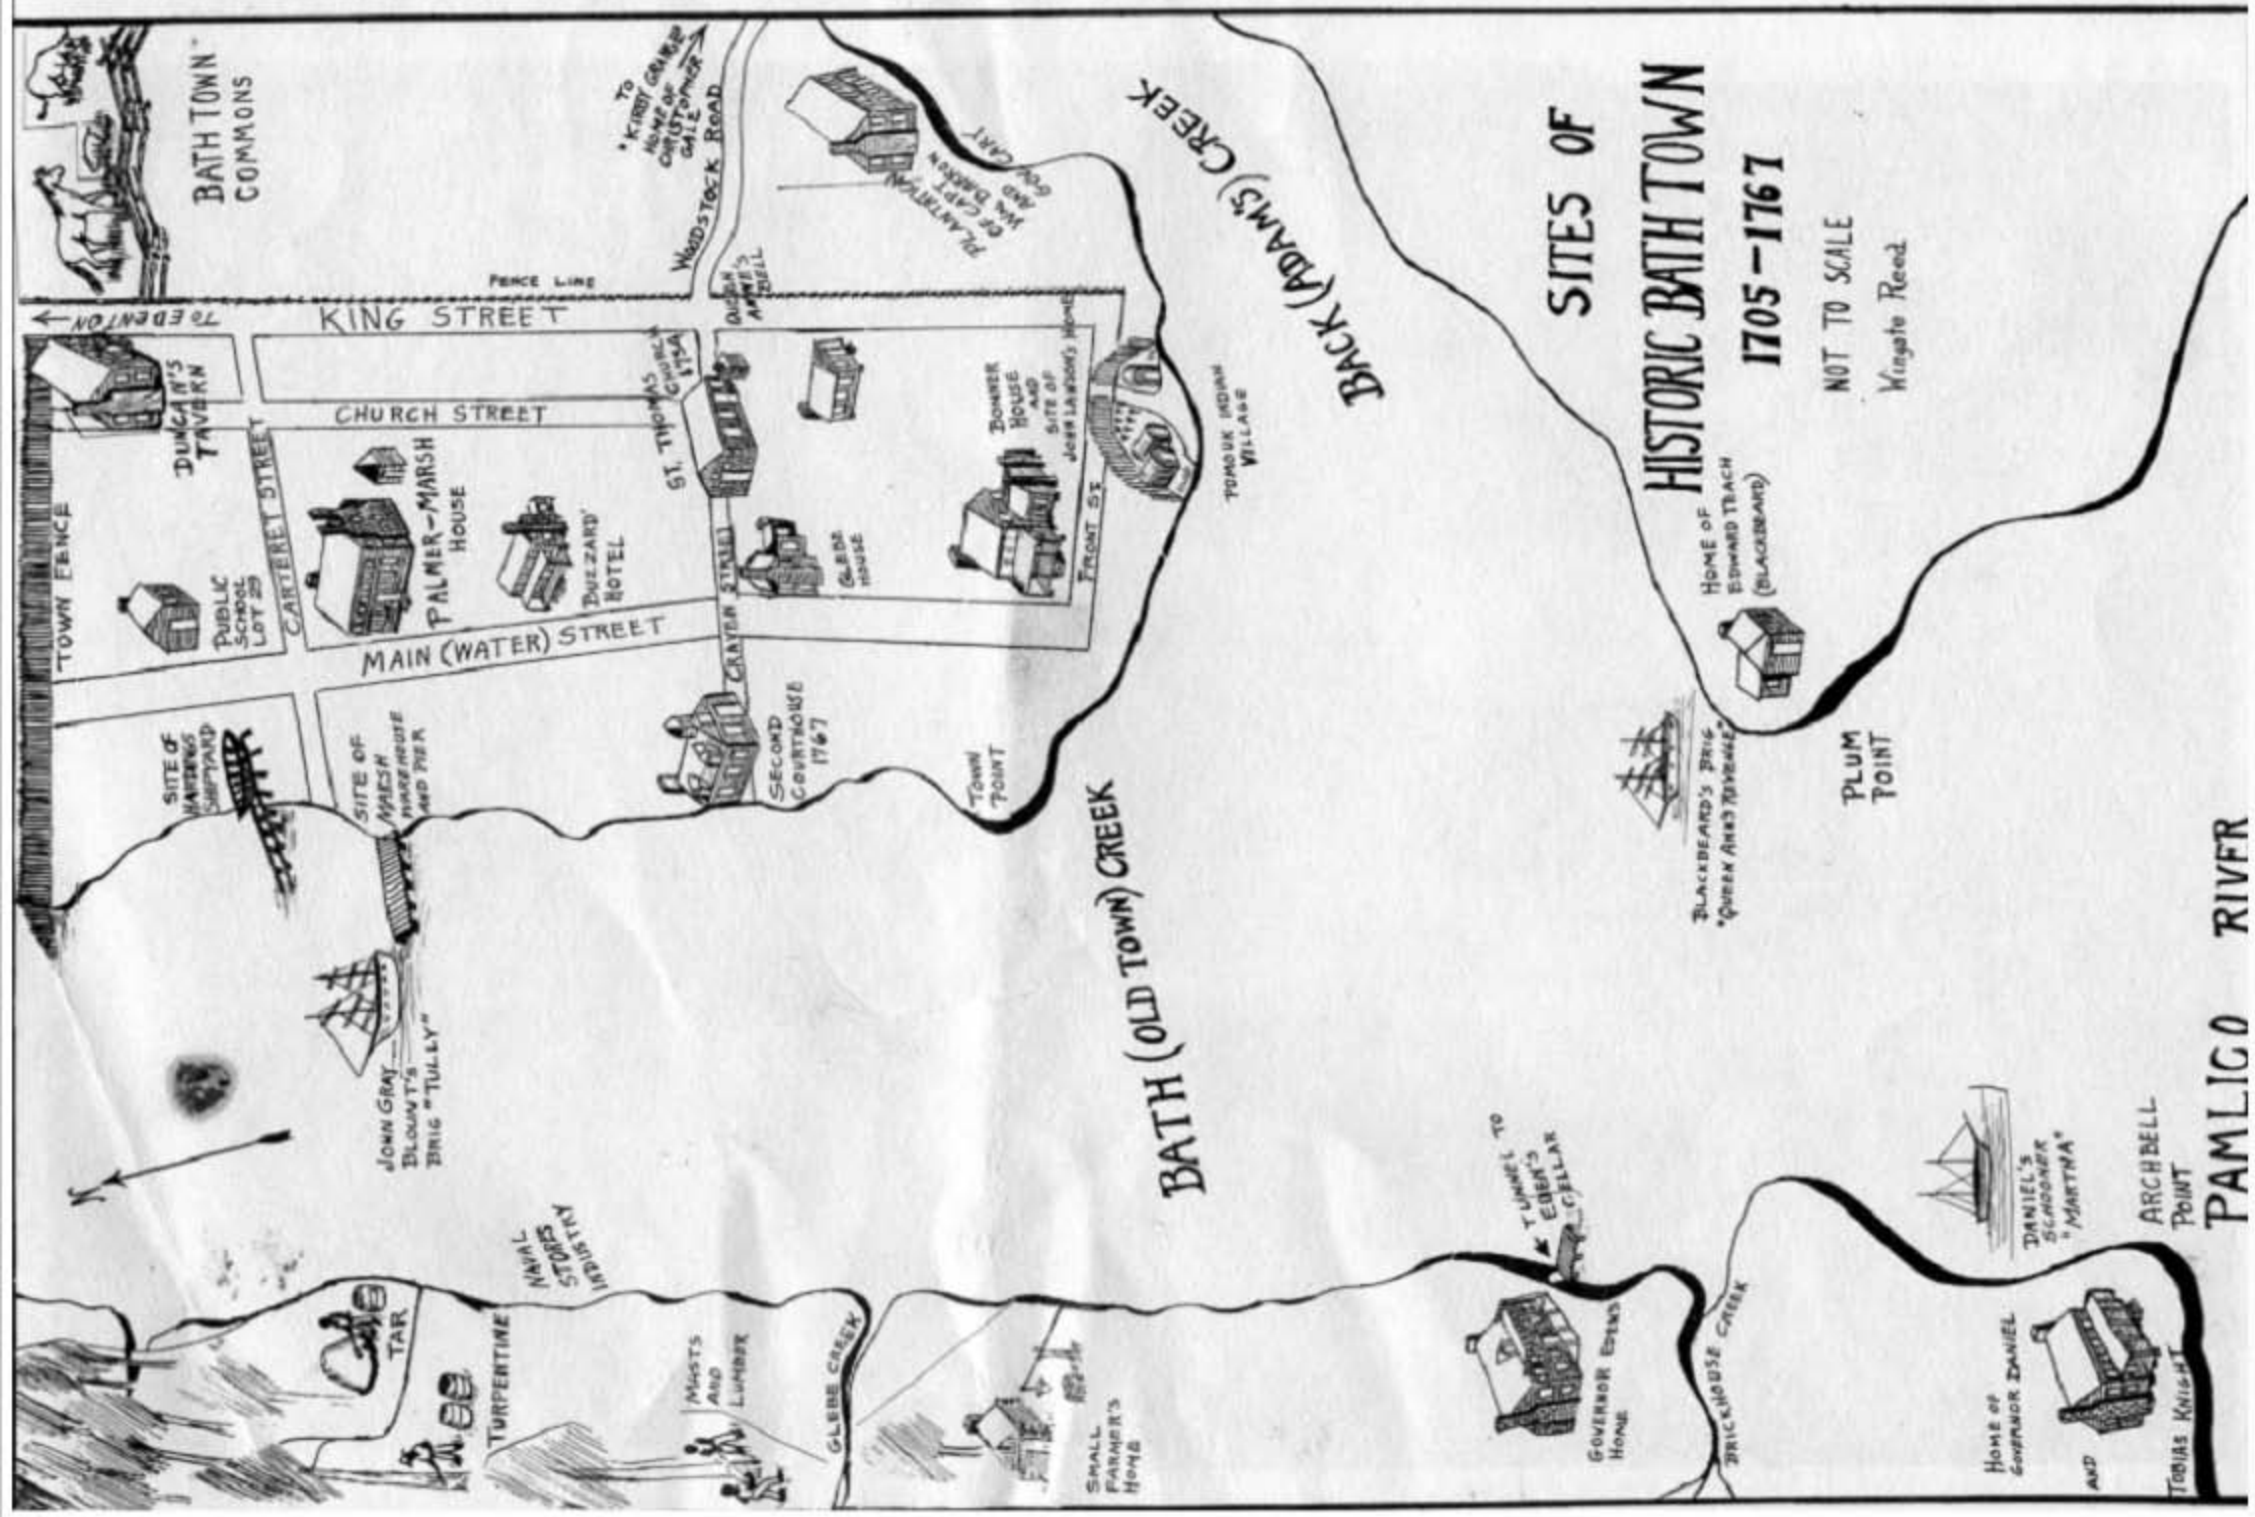 SITES OF
HISTORIC BATH TOWN
1705-1767
NOT TO SCALE
Wingate Reed
BATH TOWN
COMMONS
TO
"KIRBY GRANGE"
HOME OF
CHRISTOPHER
GALE
WOODSTOCK ROAD
PLANTATION
OF CAPT
AND
GOV CART
FENCE LINE
QUEEN
ANNE'S
BELL
TO EDENTON
KING STREET
DUNCAN'S
TAVERN
CHURCH STREET
ST. THOMAS
CHURCH
1734
TOWN FENCE
PUBLIC
SCHOOL
LOT 29
CARTERET STREET
PALMER-MARSH
HOUSE
BUZZARD'
HOTEL
CRAVEN STREET
GLEBE
HOUSE
BONNER
HOUSE
AND
SITE OF
JOHN LAWSON'S HOME
FRONT ST
MAIN (WATER) STREET
POMOUK INDIAN
VILLAGE
BACK (ADAMS) CREEK
SITE OF
HARDINGS
SHIPYARD
SITE OF
MARSH
WAREHOUSE
AND PIER
SECOND
COURTHOUSE
1767
TOWN
POINT
HOME OF
EDWARD TEACH
(BLACKBEARD)
BLACKBEARD'S BRIG
"QUEEN ANN'S REVENGE"
PLUM
POINT
BATH (OLD TOWN) CREEK
JOHN GRAY
BLOUNT'S
BRIG "TULLY"
N
NAVAL
STORES
INDUSTRY
TAR
TURPENTINE
MASTS
AND
LUMBER
GLEBE CREEK
SMALL
FARMER'S
HOME
TUNNEL TO
EDEN'S
CELLAR
GOVERNOR EDENS
HOME
BRICKHOUSE CREEK
DANIEL'S
SCHOONER
"MARTHA"
ARCHBELL
POINT
HOME OF
GOVERNOR DANIEL
AND
TOBIAS KNIGHT
PAMLICO RIVER